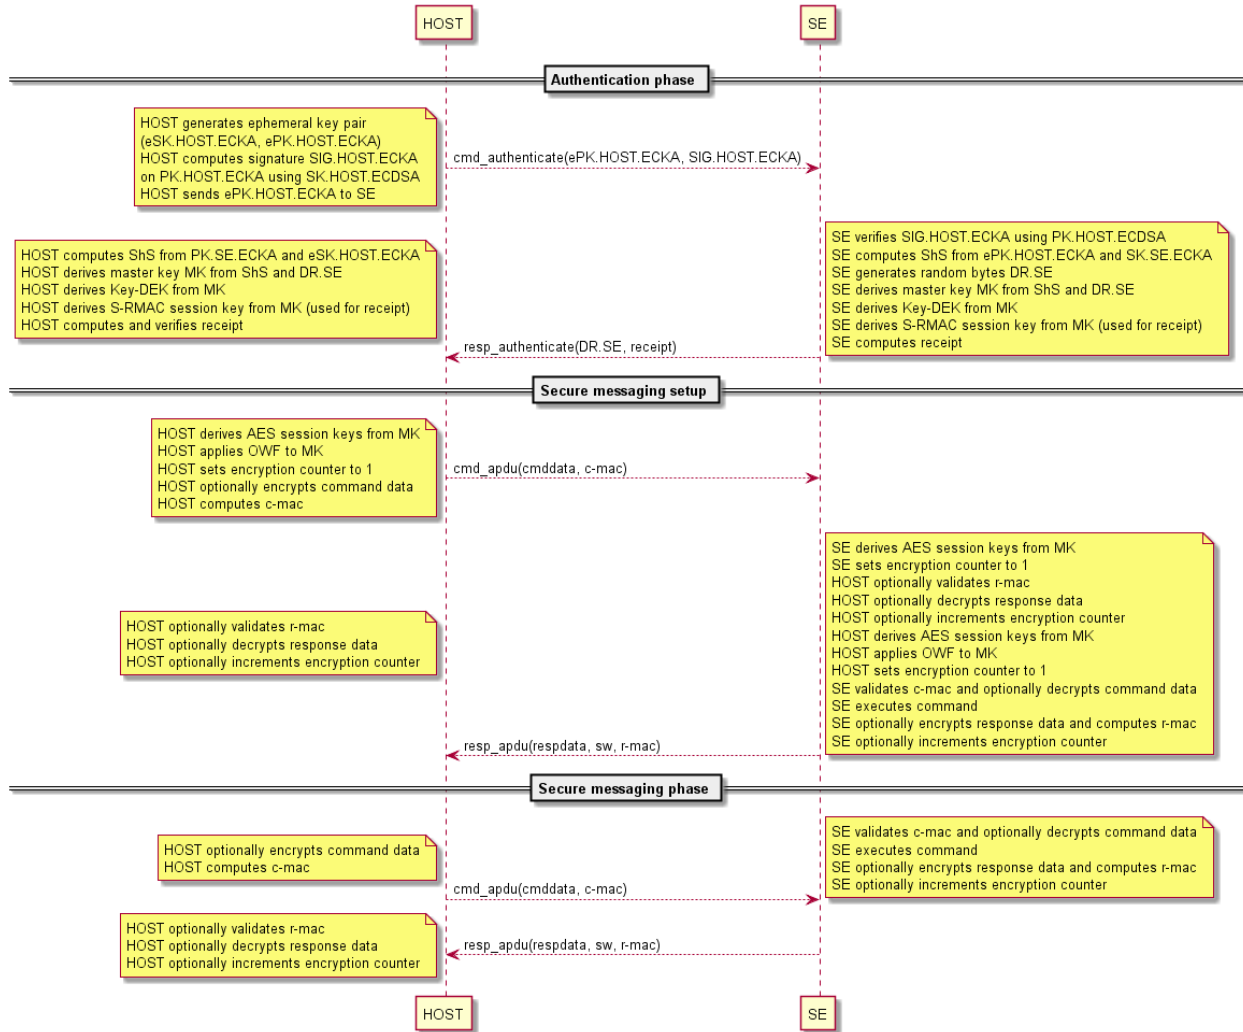 HOST
SE
Authentication phase
HOST generates ephemeral key pair
(eSK.HOST.ECKA, ePK.HOST.ECKA)
HOST computes signature SIG.HOST.ECKA
on PK.HOST.ECKA using SK.HOST.ECDSA
HOST sends ePK.HOST.ECKA to SE
cmd_authenticate(ePK.HOST.ECKA, SIG.HOST.ECKA)
HOST computes ShS from PK.SE.ECKA and eSK.HOST.ECKA
HOST derives master key MK from ShS and DR.SE
HOST derives Key-DEK from MK
HOST derives S-RMAC session key from MK (used for receipt)
HOST computes and verifies receipt
SE verifies SIG.HOST.ECKA using PK.HOST.ECDSA
SE computes ShS from ePK.HOST.ECKA and SK.SE.ECKA
SE generates random bytes DR.SE
SE derives master key MK from ShS and DR.SE
SE derives Key-DEK from MK
SE derives S-RMAC session key from MK (used for receipt)
SE computes receipt
resp_authenticate(DR.SE, receipt)
Secure messaging setup
HOST derives AES session keys from MK
HOST applies OWF to MK
HOST sets encryption counter to 1
HOST optionally encrypts command data
HOST computes c-mac
cmd_apdu(cmddata, c-mac)
SE derives AES session keys from MK
SE sets encryption counter to 1
HOST optionally validates r-mac
HOST optionally decrypts response data
HOST optionally increments encryption counter
HOST derives AES session keys from MK
HOST applies OWF to MK
HOST sets encryption counter to 1
SE validates c-mac and optionally decrypts command data
SE executes command
SE optionally encrypts response data and computes r-mac
SE optionally increments encryption counter
HOST optionally validates r-mac
HOST optionally decrypts response data
HOST optionally increments encryption counter
resp_apdu(respdata, sw, r-mac)
Secure messaging phase
HOST optionally encrypts command data
HOST computes c-mac
SE validates c-mac and optionally decrypts command data
SE executes command
SE optionally encrypts response data and computes r-mac
SE optionally increments encryption counter
cmd_apdu(cmddata, c-mac)
HOST optionally validates r-mac
HOST optionally decrypts response data
HOST optionally increments encryption counter
resp_apdu(respdata, sw, r-mac)
HOST
SE